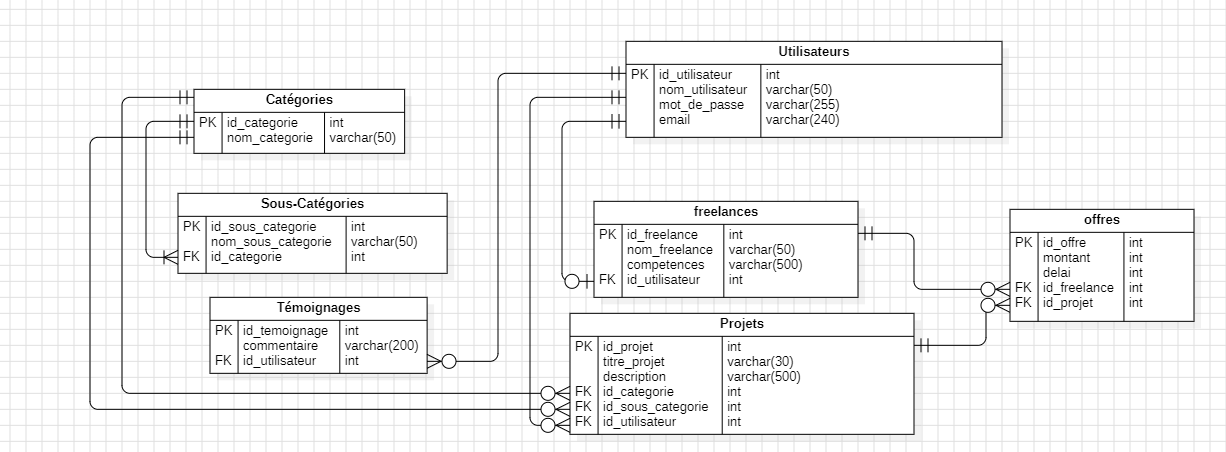 Utilisateurs
PK id_utilisateur int
nom_utilisateur varchar(50)
mot_de_passe varchar(255)
email varchar(240)
Catégories
PK id_categorie int
nom_categorie varchar(50)
Sous-Catégories
PK id_sous_categorie int
nom_sous_categorie varchar(50)
FK id_categorie int
freelances
PK id_freelance int
nom_freelance varchar(50)
competences varchar(500)
FK id_utilisateur int
offres
PK id_offre int
montant int
delai int
FK id_freelance int
FK id_projet int
Témoignages
PK id_temoignage int
commentaire varchar(200)
FK id_utilisateur int
Projets
PK id_projet int
titre_projet varchar(30)
description varchar(500)
FK id_categorie int
FK id_sous_categorie int
FK id_utilisateur int